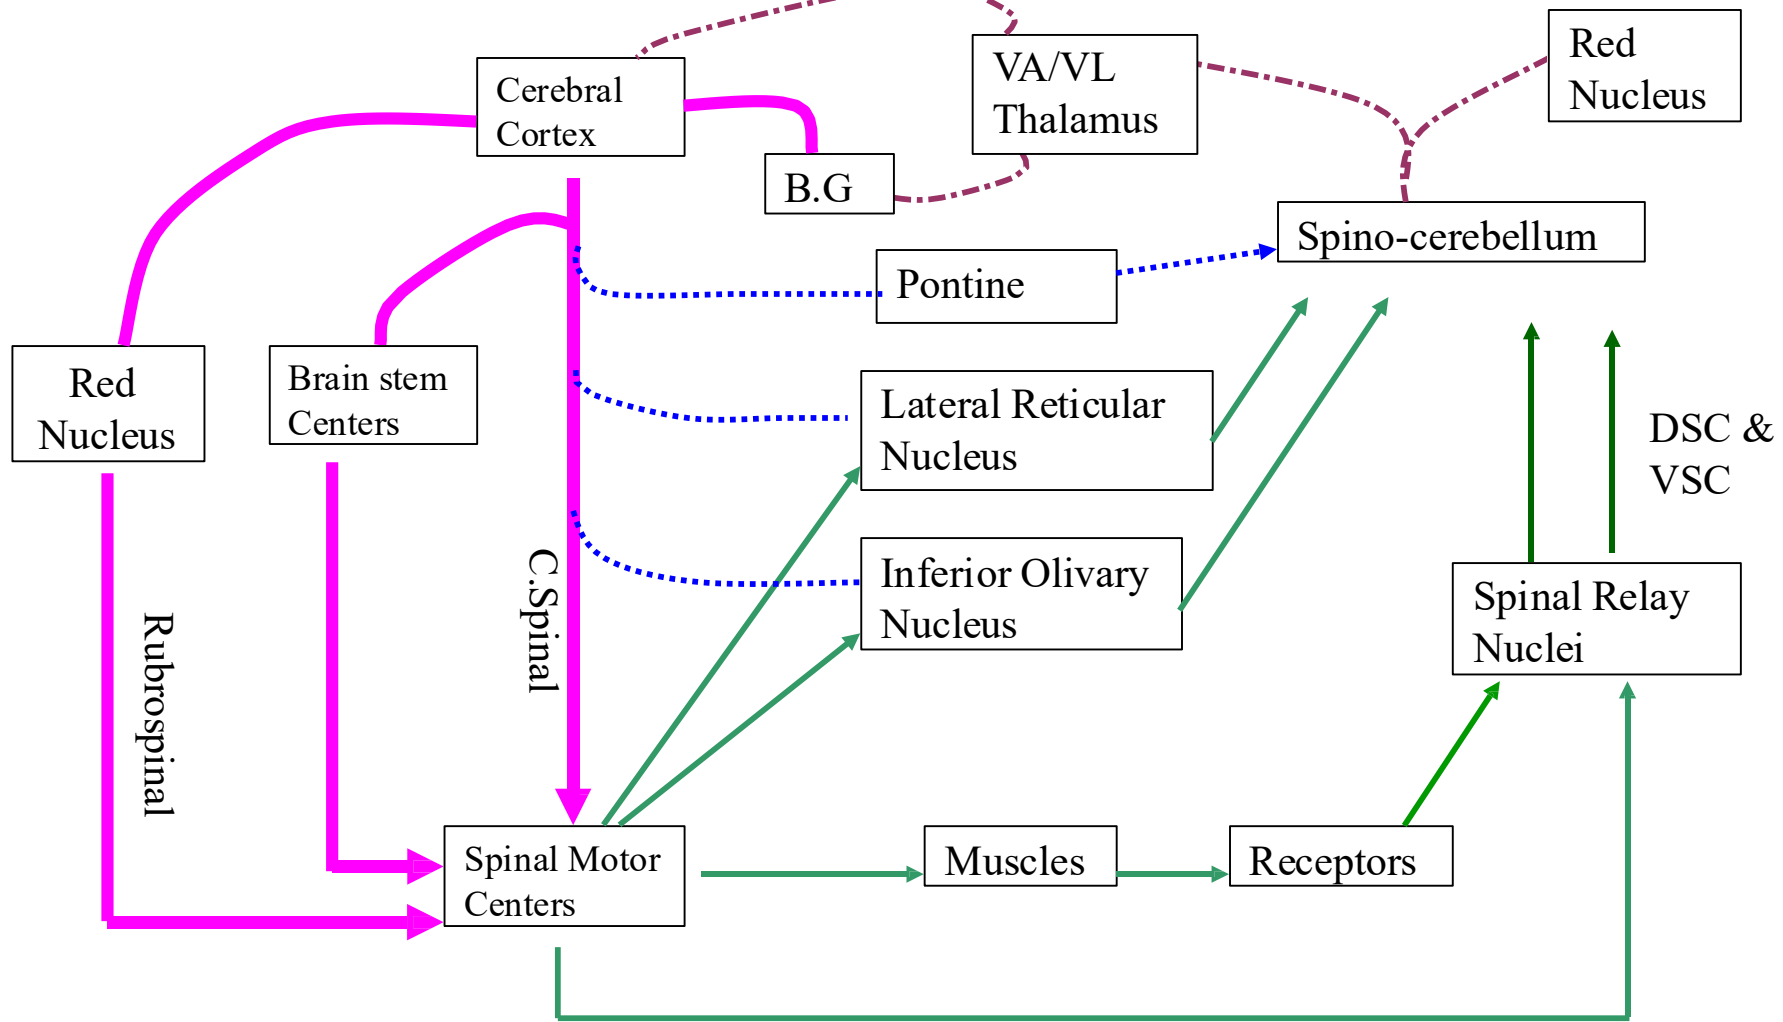 Cerebral
Cortex
VA/VL
Thalamus
Red
Nucleus
B.G
Spino-cerebellum
Pontine
Red
Nucleus
Brain stem
Centers
Lateral Reticular
Nucleus
DSC &
VSC
C.Spinal
Inferior Olivary
Nucleus
Spinal Relay
Nuclei
Rubrospinal
Spinal Motor
Centers
Muscles
Receptors